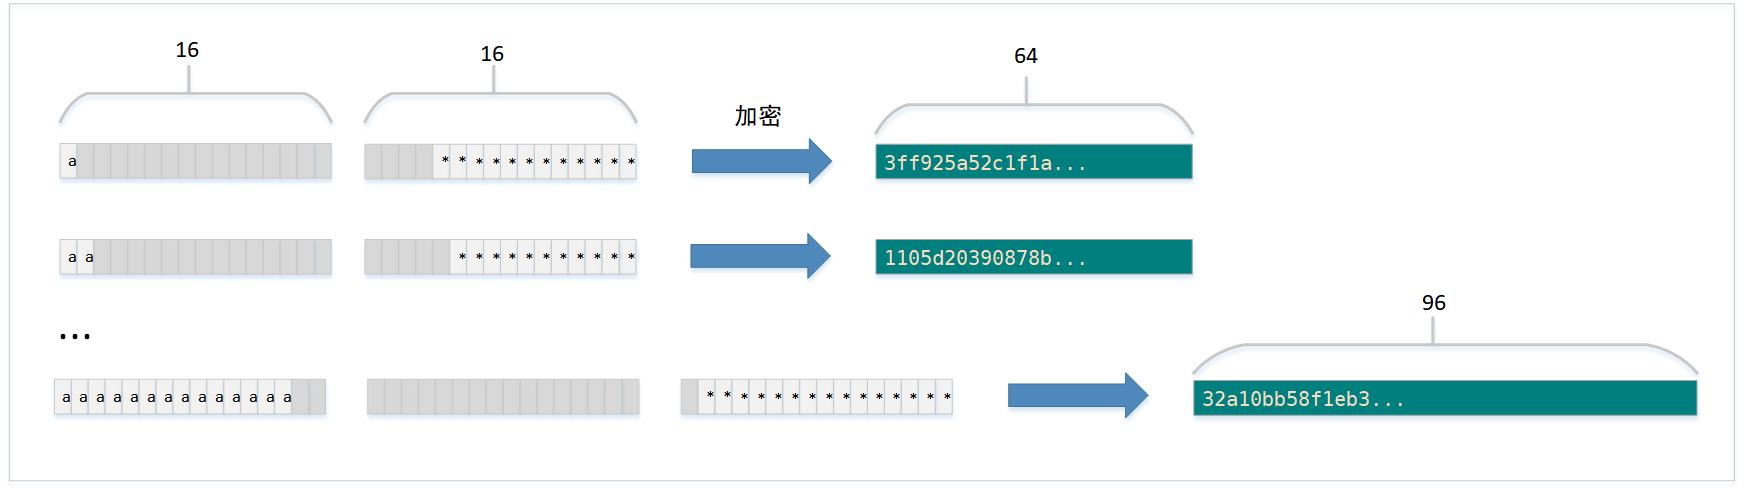 16 16 64
加密
a * * * * * * * * * * * * 3ff925a52c1f1a...
a a * * * * * * * * * * * 1105d20390878b...
...
96
a a a a a a a a a a a a a a * * * * * * * * * * * * * * * 32a10bb58f1eb3...